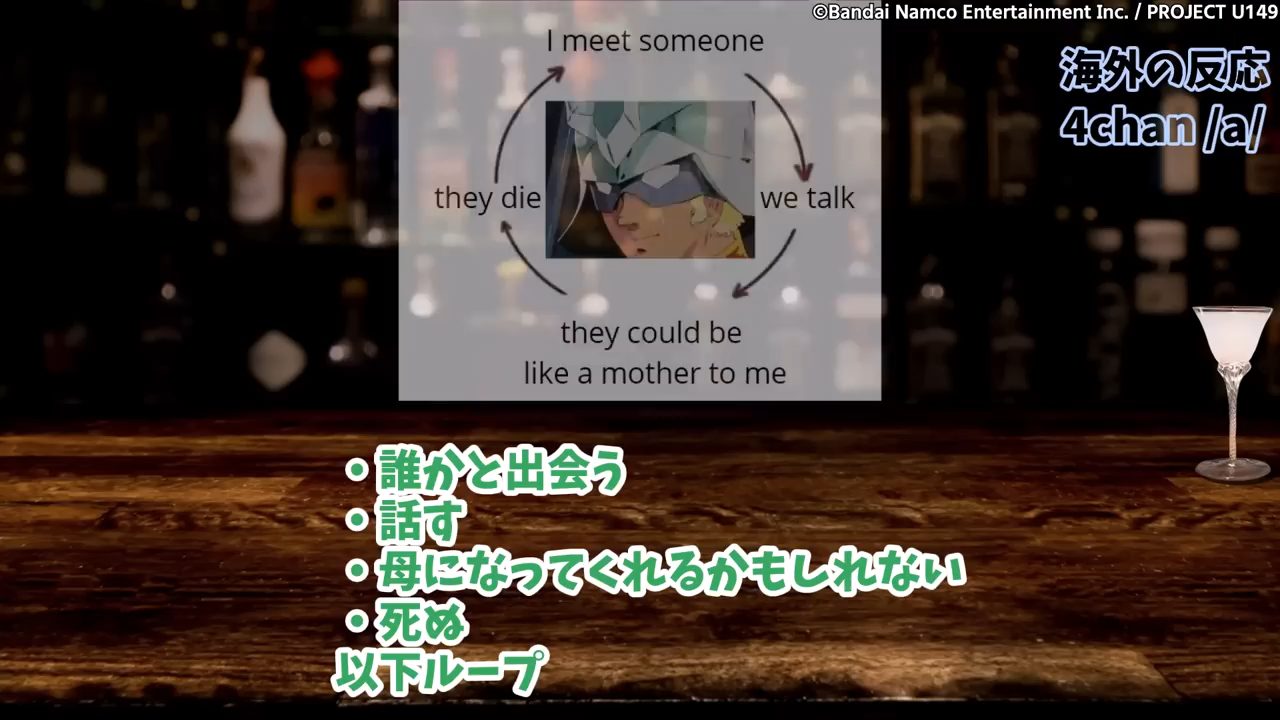 ©Bandai Namco Entertainment Inc. / PROJECT U149
海外の反応
4chan /a/
I meet someone
they die
we talk
they could be
like a mother to me
・誰かと出会う
・話す
・母になってくれるかもしれない
・死ぬ
以下ループ